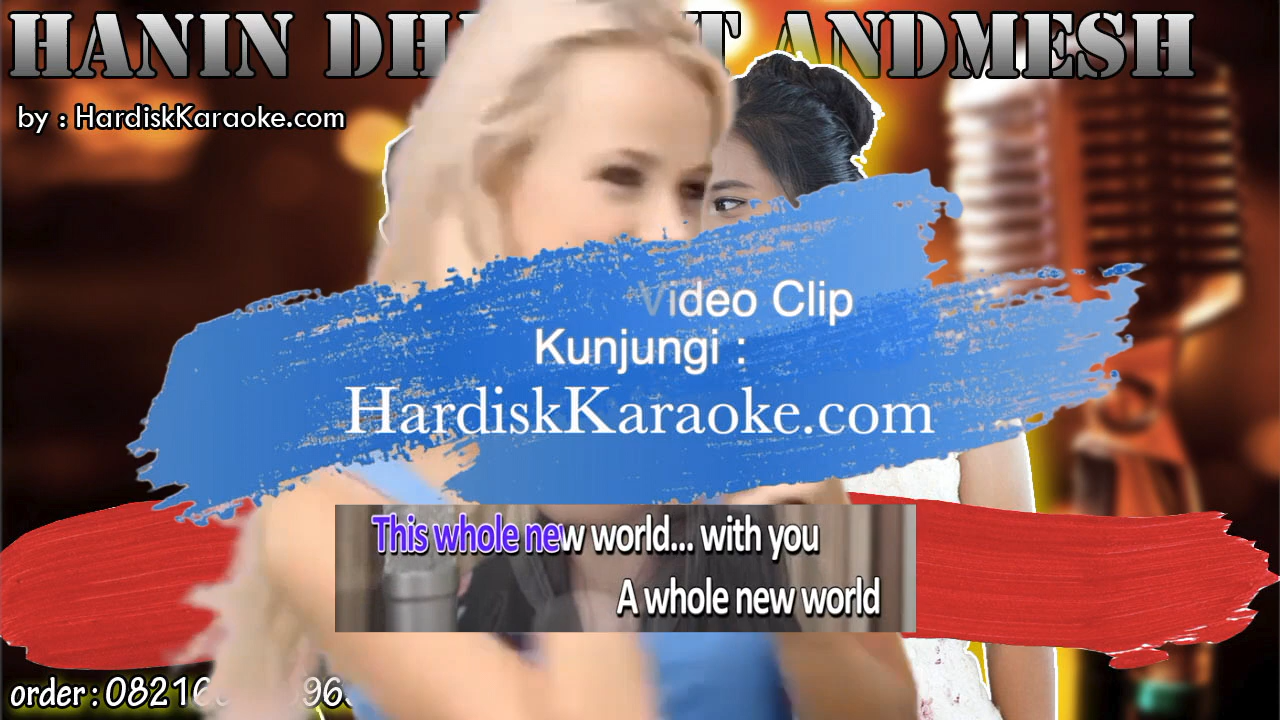 HANIN DH ANDMESH
by : HardiskKaraoke.com
Video Clip
Kunjungi :
HardiskKaraoke.com
This whole new world... with you
A whole new world
order : 0821